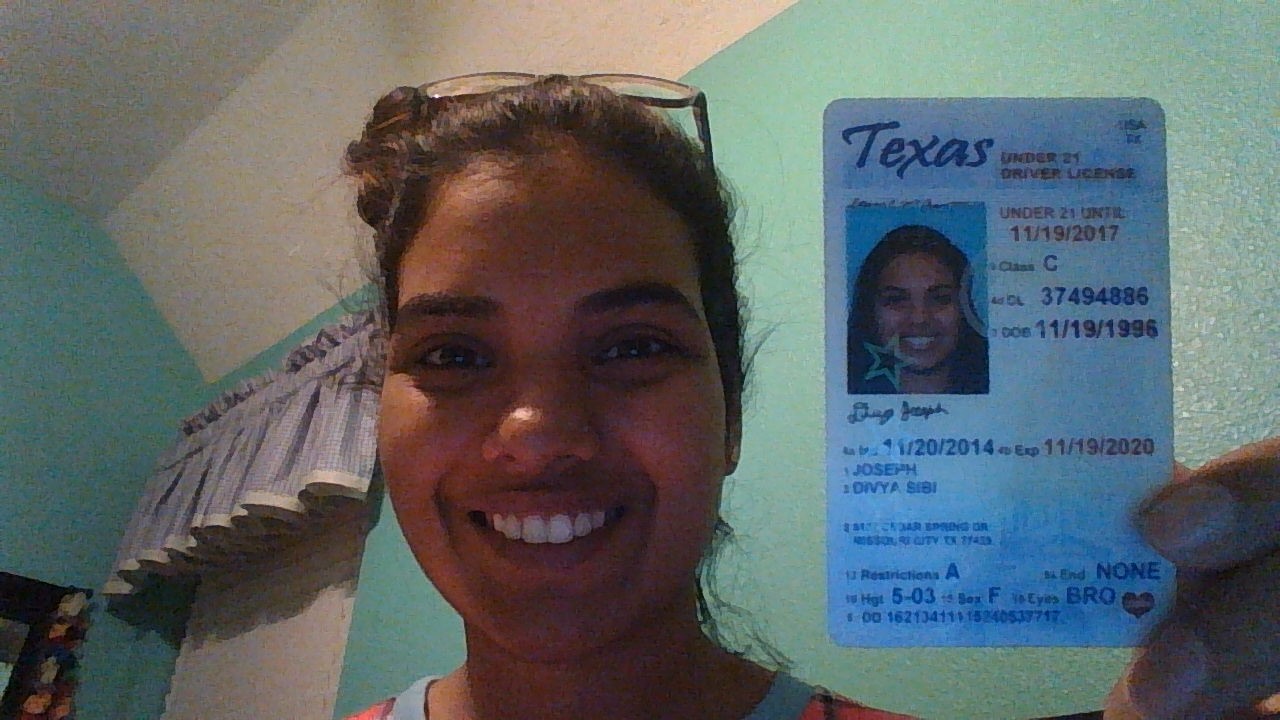 Texas
USA
TX
UNDER 21
DRIVER LICENSE
UNDER 21 UNTIL
11/19/2017
9 Class C
4d DL 37494886
3 DOB 11/19/1996
4a Iss 11/20/2014 4b Exp 11/19/2020
1 JOSEPH
2 DIVYA SIBI
8 CEDAR SPRING DR
MISSOURI CITY TX
12 Restrictions A 9a End NONE
16 Hgt 5-03 15 Sex F 18 Eyes BRO
5 DD